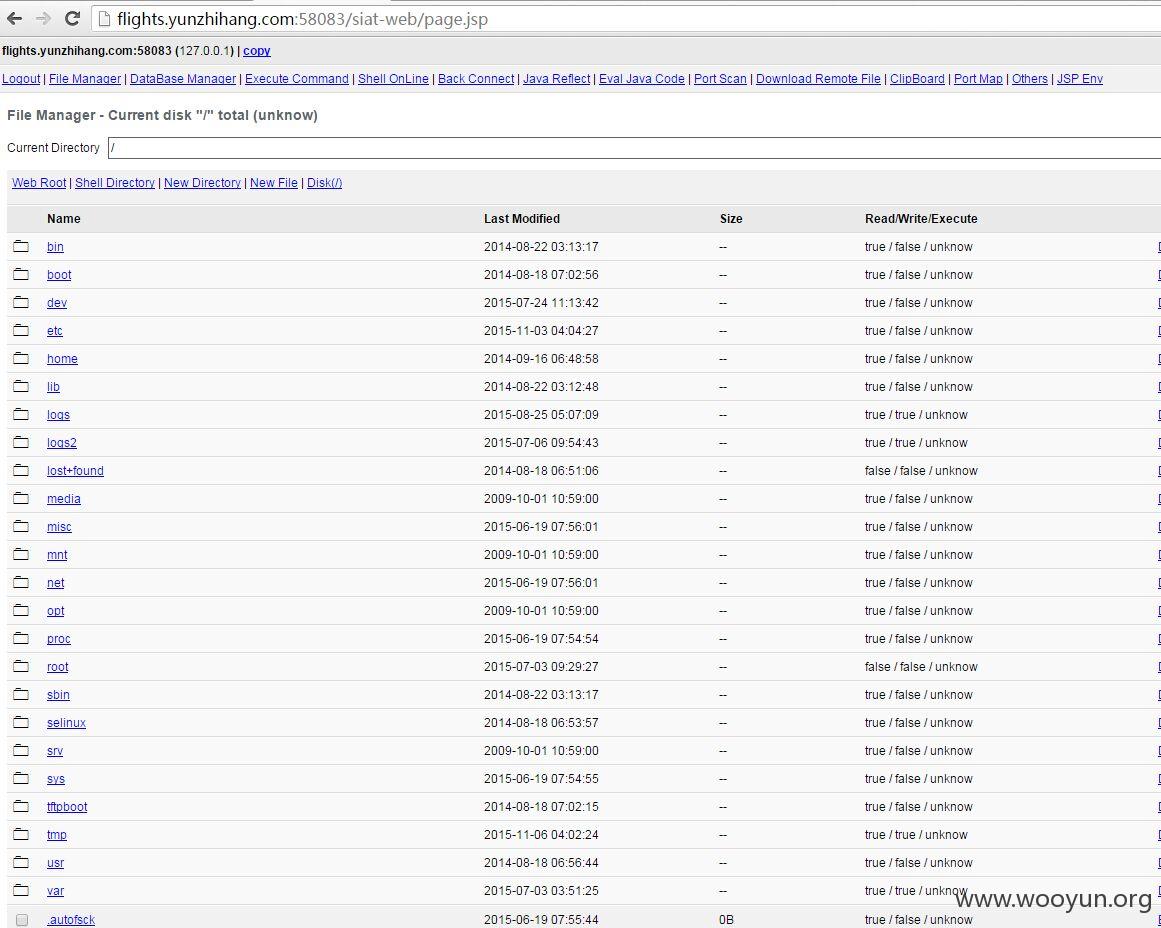 flights.yunzhihang.com:58083/siat-web/page.jsp
flights.yunzhihang.com:58083 (127.0.0.1) | copy
Logout | File Manager | DataBase Manager | Execute Command | Shell OnLine | Back Connect | Java Reflect | Eval Java Code | Port Scan | Download Remote File | ClipBoard | Port Map | Others | JSP Env
File Manager - Current disk "/" total (unknow)
Current Directory /
Web Root | Shell Directory | New Directory | New File | Disk(/)
Name Last Modified Size Read/Write/Execute
bin 2014-08-22 03:13:17 -- true / false / unknow
boot 2014-08-18 07:02:56 -- true / false / unknow
dev 2015-07-24 11:13:42 -- true / false / unknow
etc 2015-11-03 04:04:27 -- true / false / unknow
home 2014-09-16 06:48:58 -- true / false / unknow
lib 2014-08-22 03:12:48 -- true / false / unknow
logs 2015-08-25 05:07:09 -- true / true / unknow
logs2 2015-07-06 09:54:43 -- true / true / unknow
lost+found 2014-08-18 06:51:06 -- false / false / unknow
media 2009-10-01 10:59:00 -- true / false / unknow
misc 2015-06-19 07:56:01 -- true / false / unknow
mnt 2009-10-01 10:59:00 -- true / false / unknow
net 2015-06-19 07:56:01 -- true / false / unknow
opt 2009-10-01 10:59:00 -- true / false / unknow
proc 2015-06-19 07:54:54 -- true / false / unknow
root 2015-07-03 09:29:27 -- false / false / unknow
sbin 2014-08-22 03:13:17 -- true / false / unknow
selinux 2014-08-18 06:53:57 -- true / false / unknow
srv 2009-10-01 10:59:00 -- true / false / unknow
sys 2015-06-19 07:54:55 -- true / false / unknow
tftpboot 2014-08-18 07:02:15 -- true / false / unknow
tmp 2015-11-06 04:02:24 -- true / true / unknow
usr 2014-08-18 06:56:44 -- true / false / unknow
var 2015-07-03 03:51:25 -- true / true / unknow
www.wooyun.org
.autofsck 2015-06-19 07:55:44 0B true / false / unknow